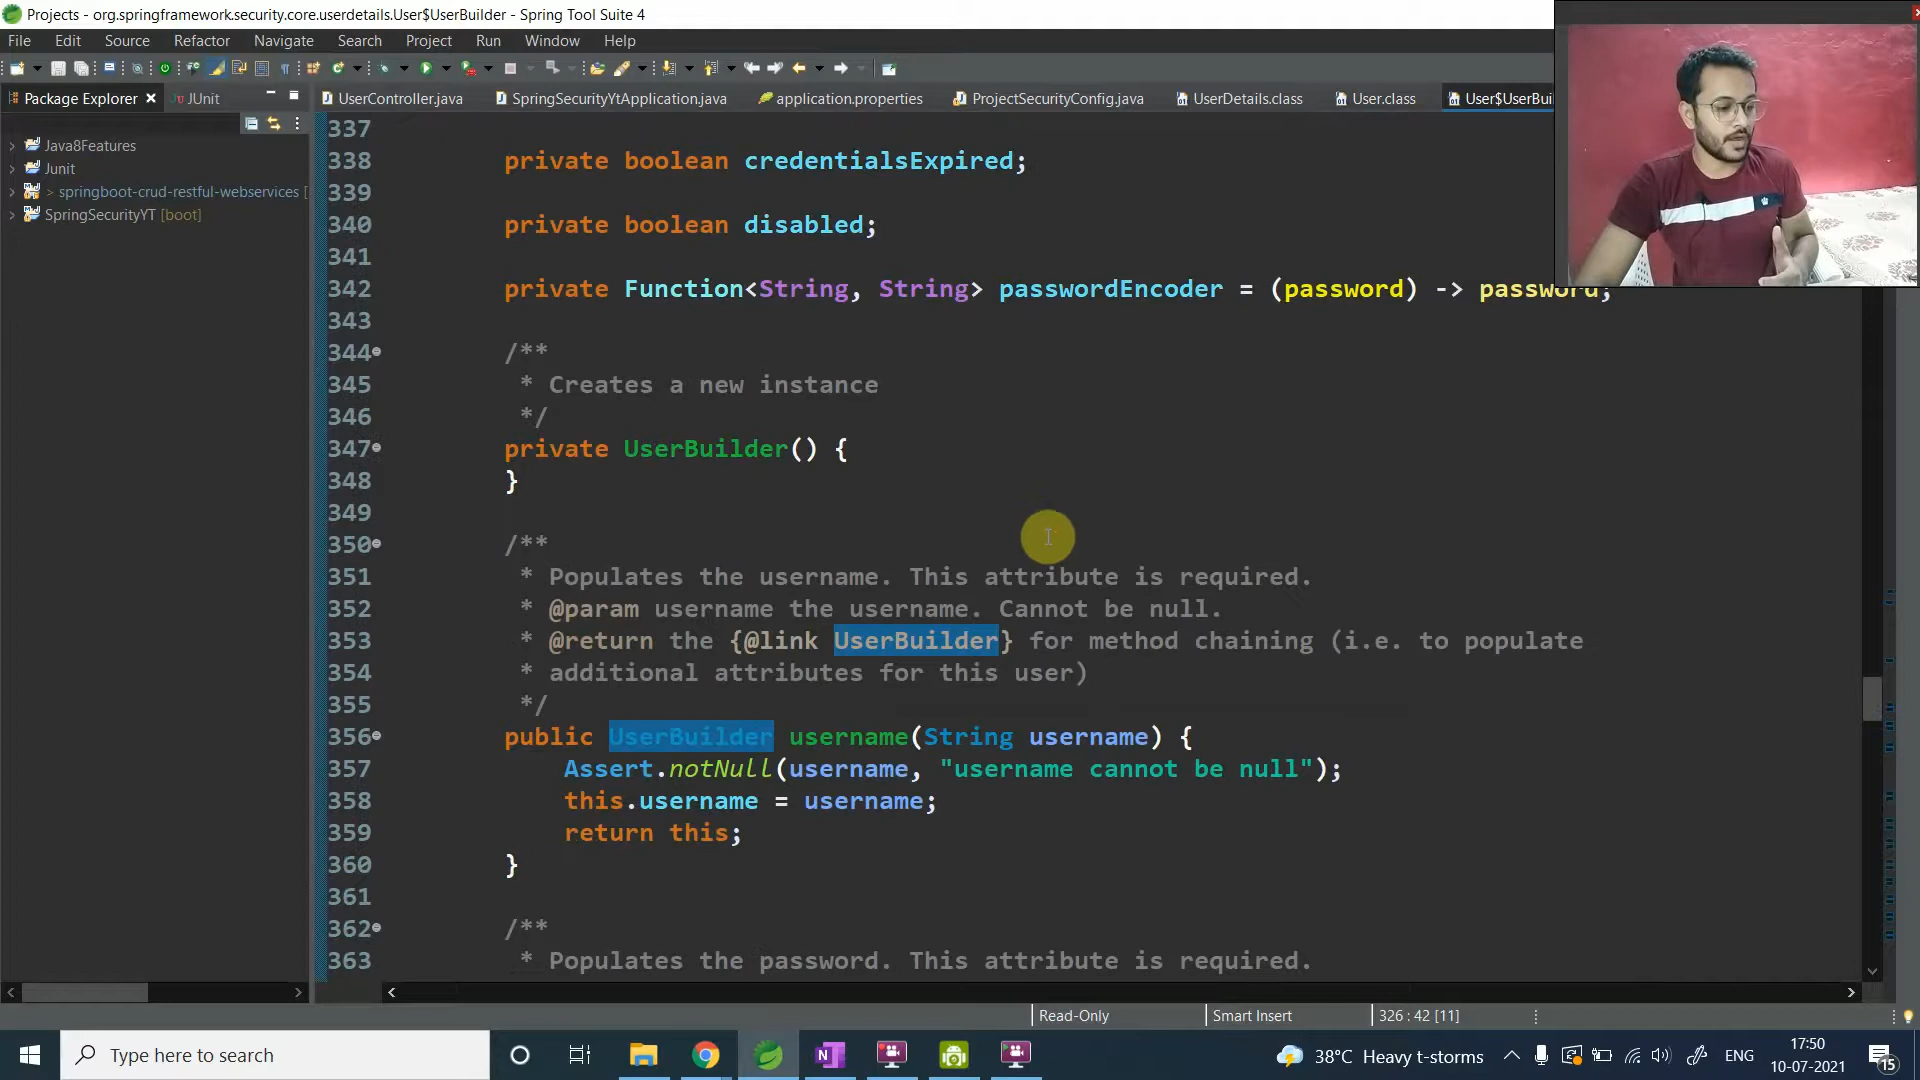 Projects - org.springframework.security.core.userdetails.User$UserBuilder - Spring Tool Suite 4
File Edit Source Refactor Navigate Search Project Run Window Help
Package Explorer JUnit
UserController.java SpringSecurityYtApplication.java application.properties ProjectSecurityConfig.java UserDetails.class User.class User$UserBui
Java8Features
Junit
> springboot-crud-restful-webservices [
SpringSecurityYT [boot]
337
338 private boolean credentialsExpired;
339
340 private boolean disabled;
341
342 private Function<String, String> passwordEncoder = (password) -> password;
343
344 /**
345 * Creates a new instance
346 */
347 private UserBuilder() {
348 }
349
350 /**
351 * Populates the username. This attribute is required.
352 * @param username the username. Cannot be null.
353 * @return the {@link UserBuilder} for method chaining (i.e. to populate
354 * additional attributes for this user)
355 */
356 public UserBuilder username(String username) {
357 Assert.notNull(username, "username cannot be null");
358 this.username = username;
359 return this;
360 }
361
362 /**
363 * Populates the password. This attribute is required.
Read-Only Smart Insert 326 : 42 [11]
Type here to search
38°C Heavy t-storms ENG 17:50
10-07-2021 15